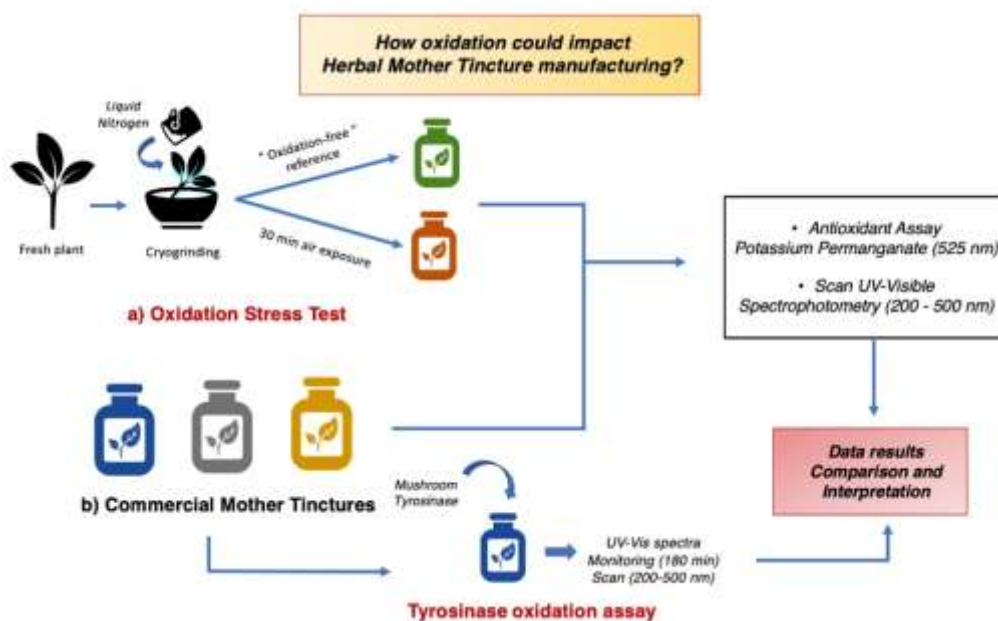 How oxidation could impact
Herbal Mother Tincture manufacturing?
Liquid
Nitrogen
Fresh plant
Cryogrinding
" Oxidation-free "
reference
30 min air exposure
a) Oxidation Stress Test
• Antioxidant Assay
Potassium Permanganate (525 nm)
• Scan UV-Visible
Spectrophotometry (200 - 500 nm)
b) Commercial Mother Tinctures
Mushroom
Tyrosinase
UV-Vis spectra
Monitoring (180 min)
Scan (200-500 nm)
Tyrosinase oxidation assay
Data results
Comparison and
Interpretation